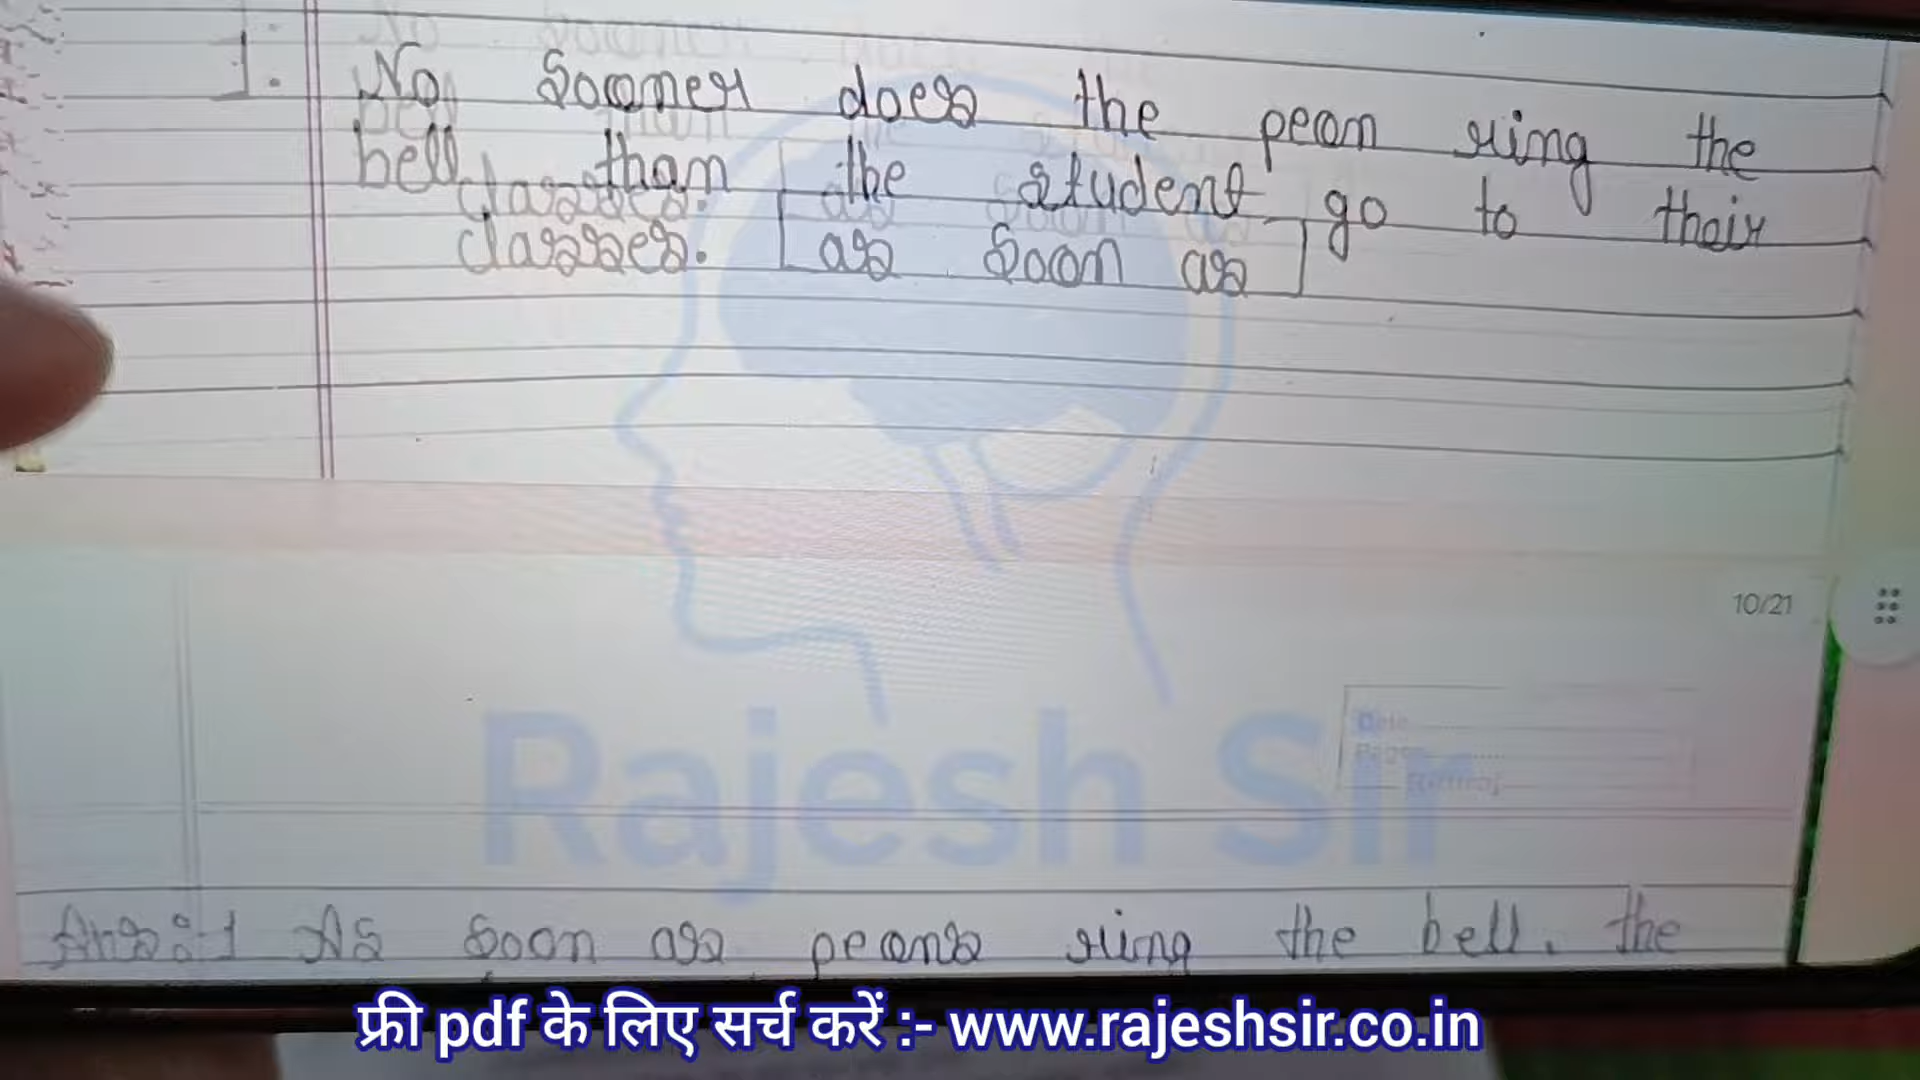 1. No sooner does the peon ring the
bell than the student go to their
classes. [as soon as]
10/21
Date
Page
Rajesh Sir
Ans:-1 As soon as peons ring the bell. the
फ्री pdf के लिए सर्च करें :- www.rajeshsir.co.in